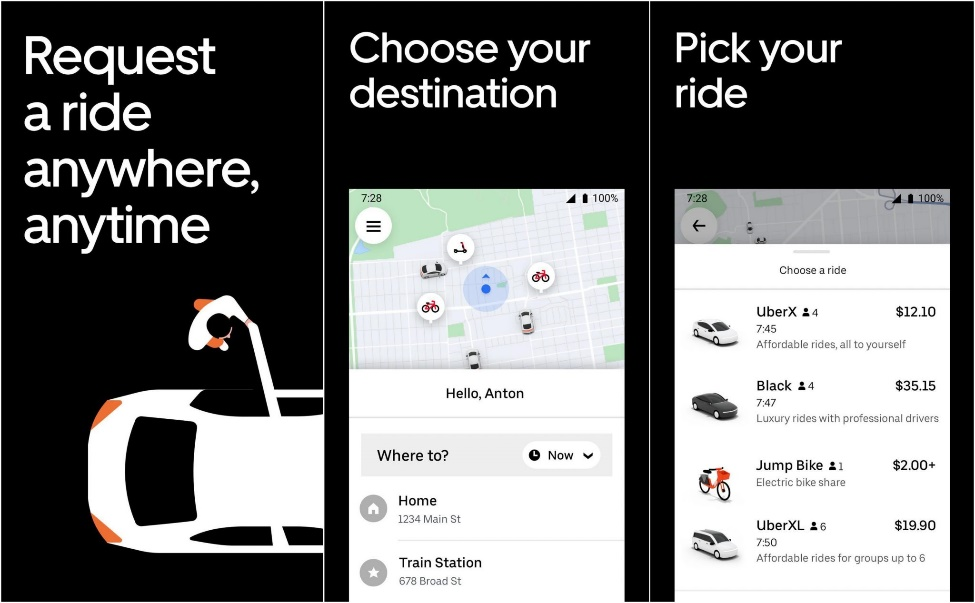 Request
a ride
anywhere,
anytime
Choose your
destination
7:28
100%
Hello, Anton
Where to?
Now
Home
1234 Main St
Train Station
678 Broad St
Pick your
ride
7:28
100%
Choose a ride
UberX 4 $12.10
7:45
Affordable rides, all to yourself
Black 4 $35.15
7:47
Luxury rides with professional drivers
Jump Bike 1 $2.00+
Electric bike share
UberXL 6 $19.90
7:50
Affordable rides for groups up to 6